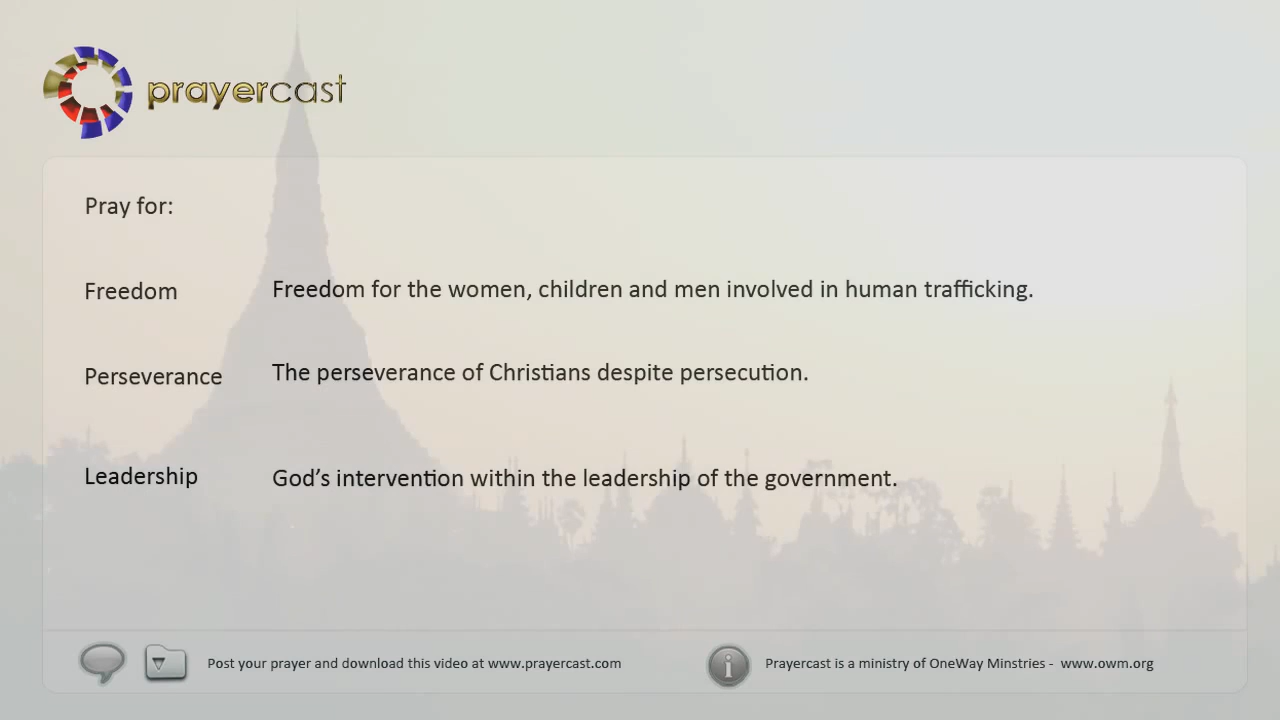 prayercast
Pray for:
Freedom Freedom for the women, children and men involved in human trafficking.
Perseverance The perseverance of Christians despite persecution.
Leadership God’s intervention within the leadership of the government.
Post your prayer and download this video at www.prayercast.com
Prayercast is a ministry of OneWay Minstries - www.owm.org